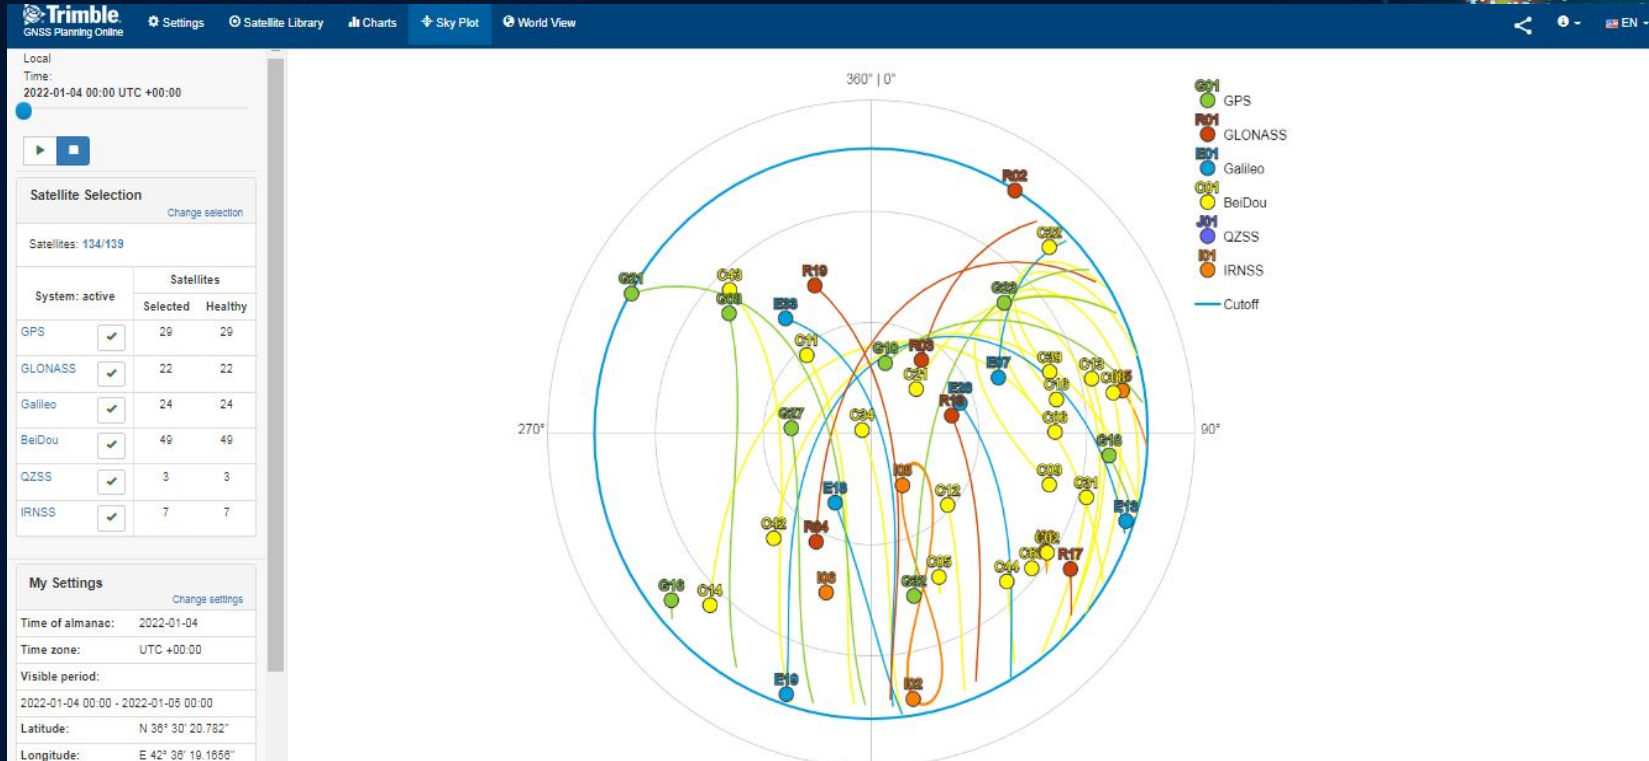 Trimble.
GNSS Planning Online
Settings
Satellite Library
Charts
Sky Plot
World View
EN
Local
Time:
2022-01-04 00:00 UTC +00:00
Satellite Selection
Change selection
Satellites: 134/139
System: active
Satellites
Selected Healthy
GPS 29 29
GLONASS 22 22
Galileo 24 24
BeiDou 49 49
QZSS 3 3
IRNSS 7 7
My Settings
Change settings
Time of almanac: 2022-01-04
Time zone: UTC +00:00
Visible period:
2022-01-04 00:00 - 2022-01-05 00:00
Latitude: N 36° 30' 20.782"
Longitude: E 42° 36' 19.1656"
360° | 0°
270°
90°
R02
C22
G21
C43
R19
G08
E33
G23
C11
G10
R03
E07
C39
C13
C21
C16
G27
C34
C06
G18
C09
C31
E18
C12
E13
C42
R04
R17
C05
C44
G16
C14
I06
G32
E19
I02
G01
GPS
R01
GLONASS
E01
Galileo
C01
BeiDou
J01
QZSS
I01
IRNSS
Cutoff